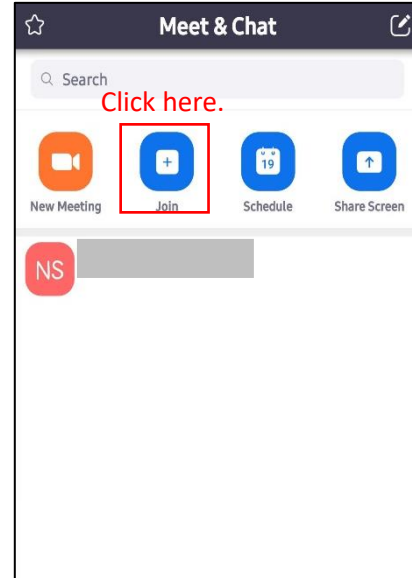 Meet & Chat
Search
Click here.
19
New Meeting Join Schedule Share Screen
NS